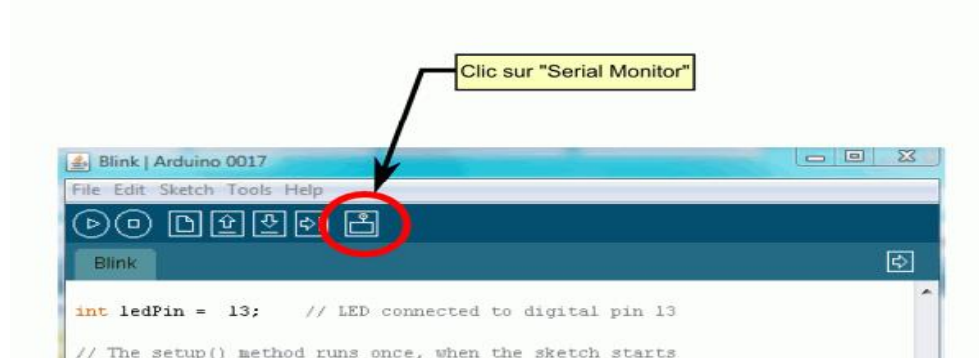 Clic sur "Serial Monitor"
Blink | Arduino 0017
File Edit Sketch Tools Help
Blink
int ledPin = 13; // LED connected to digital pin 13
// The setup() method runs once, when the sketch starts